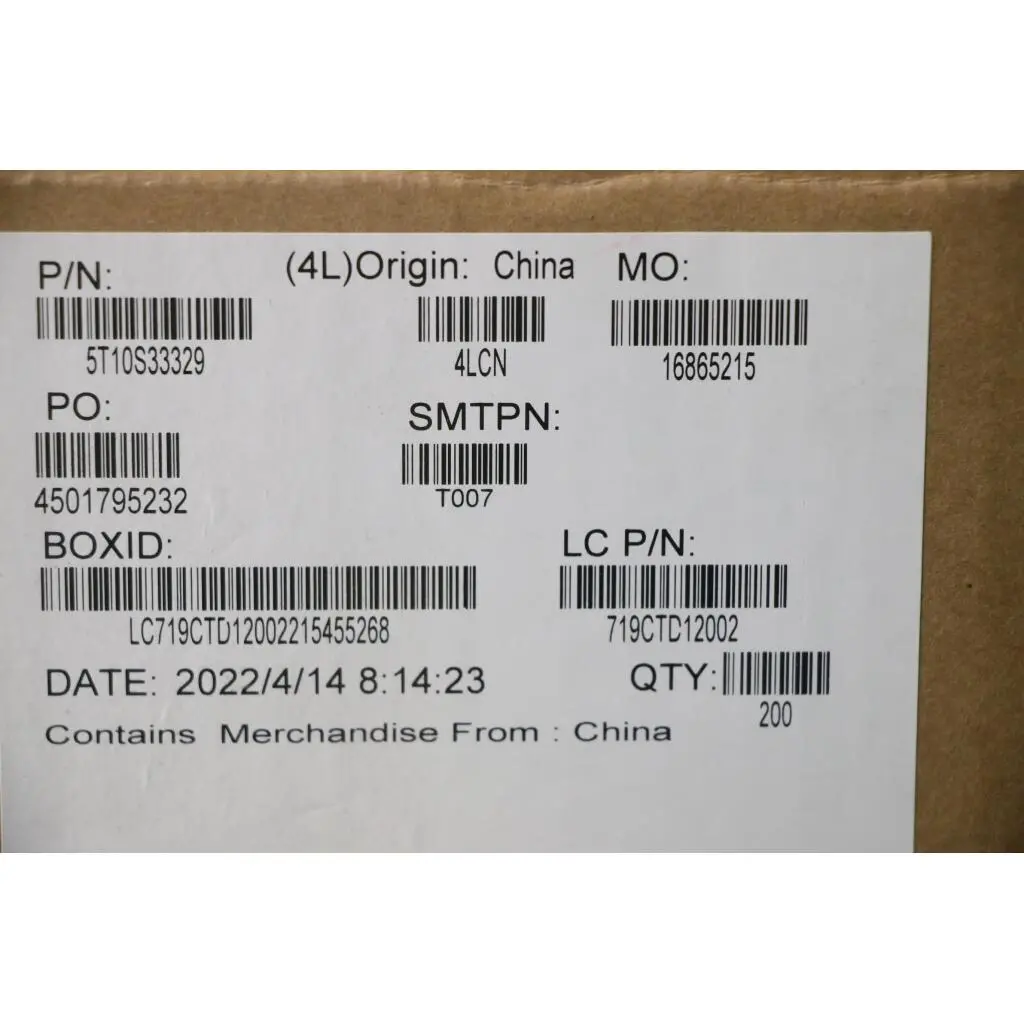 P/N: (4L)Origin: China MO:
5T10S33329 4LCN 16865215
PO: SMTPN:
4501795232 T007
BOXID: LC P/N:
LC719CTD12002215455268 719CTD12002
DATE: 2022/4/14 8:14:23 QTY:
200
Contains Merchandise From : China